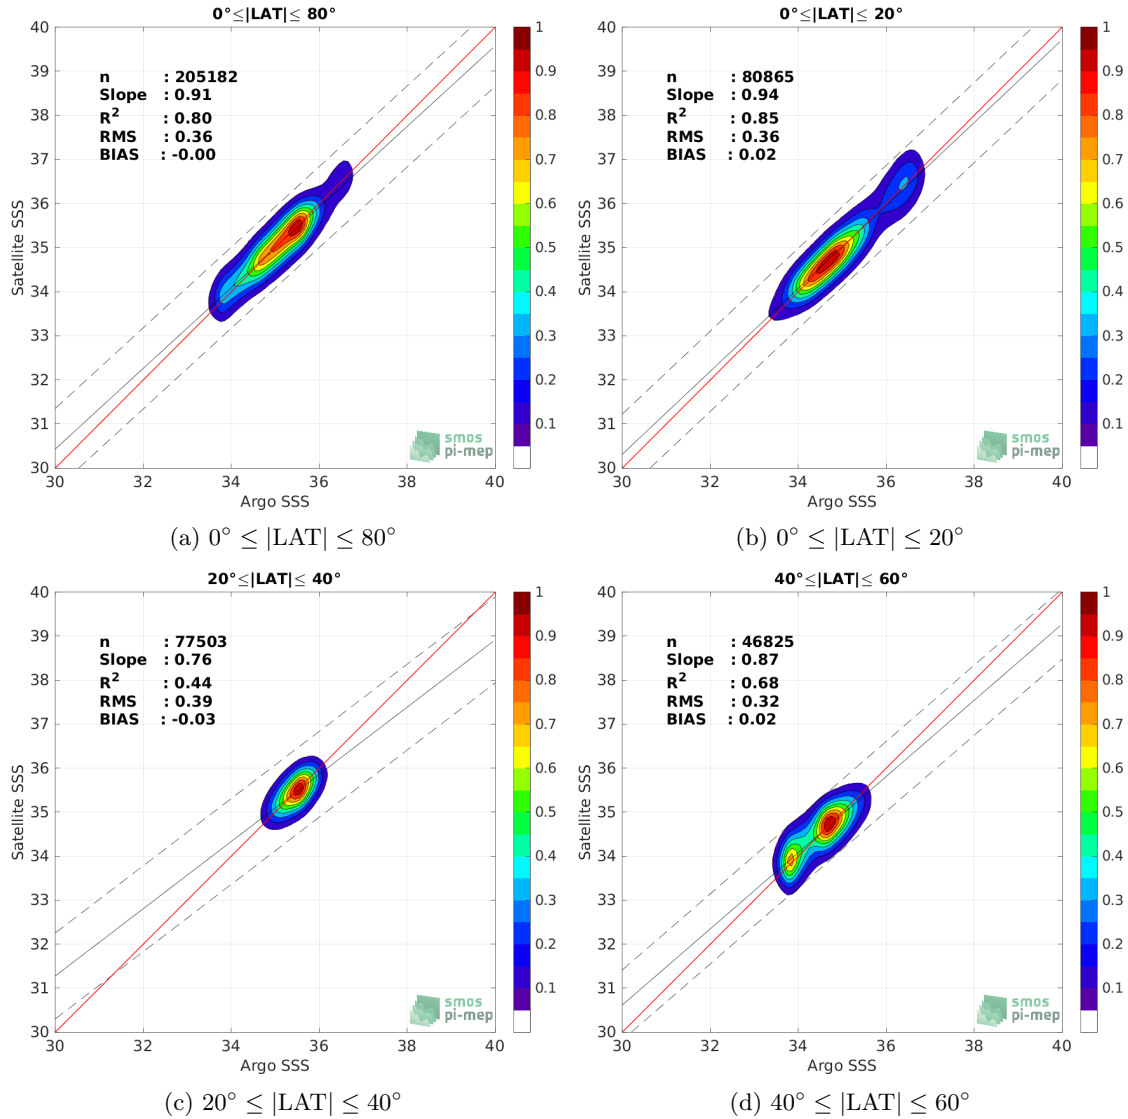 0°≤|LAT|≤ 80°
n : 205182
Slope : 0.91
R² : 0.80
RMS : 0.36
BIAS : -0.00
40
39
38
37
36
35
34
33
32
31
30
Satellite SSS
30 32 34 36 38 40
Argo SSS
1
0.9
0.8
0.7
0.6
0.5
0.4
0.3
0.2
0.1
smos
pi-mep
(a) 0° ≤ |LAT| ≤ 80°
0°≤|LAT|≤ 20°
n : 80865
Slope : 0.94
R² : 0.85
RMS : 0.36
BIAS : 0.02
40
39
38
37
36
35
34
33
32
31
30
Satellite SSS
30 32 34 36 38 40
Argo SSS
1
0.9
0.8
0.7
0.6
0.5
0.4
0.3
0.2
0.1
smos
pi-mep
(b) 0° ≤ |LAT| ≤ 20°
20°≤|LAT|≤ 40°
n : 77503
Slope : 0.76
R² : 0.44
RMS : 0.39
BIAS : -0.03
40
39
38
37
36
35
34
33
32
31
30
Satellite SSS
30 32 34 36 38 40
Argo SSS
1
0.9
0.8
0.7
0.6
0.5
0.4
0.3
0.2
0.1
smos
pi-mep
(c) 20° ≤ |LAT| ≤ 40°
40°≤|LAT|≤ 60°
n : 46825
Slope : 0.87
R² : 0.68
RMS : 0.32
BIAS : 0.02
40
39
38
37
36
35
34
33
32
31
30
Satellite SSS
30 32 34 36 38 40
Argo SSS
1
0.9
0.8
0.7
0.6
0.5
0.4
0.3
0.2
0.1
smos
pi-mep
(d) 40° ≤ |LAT| ≤ 60°